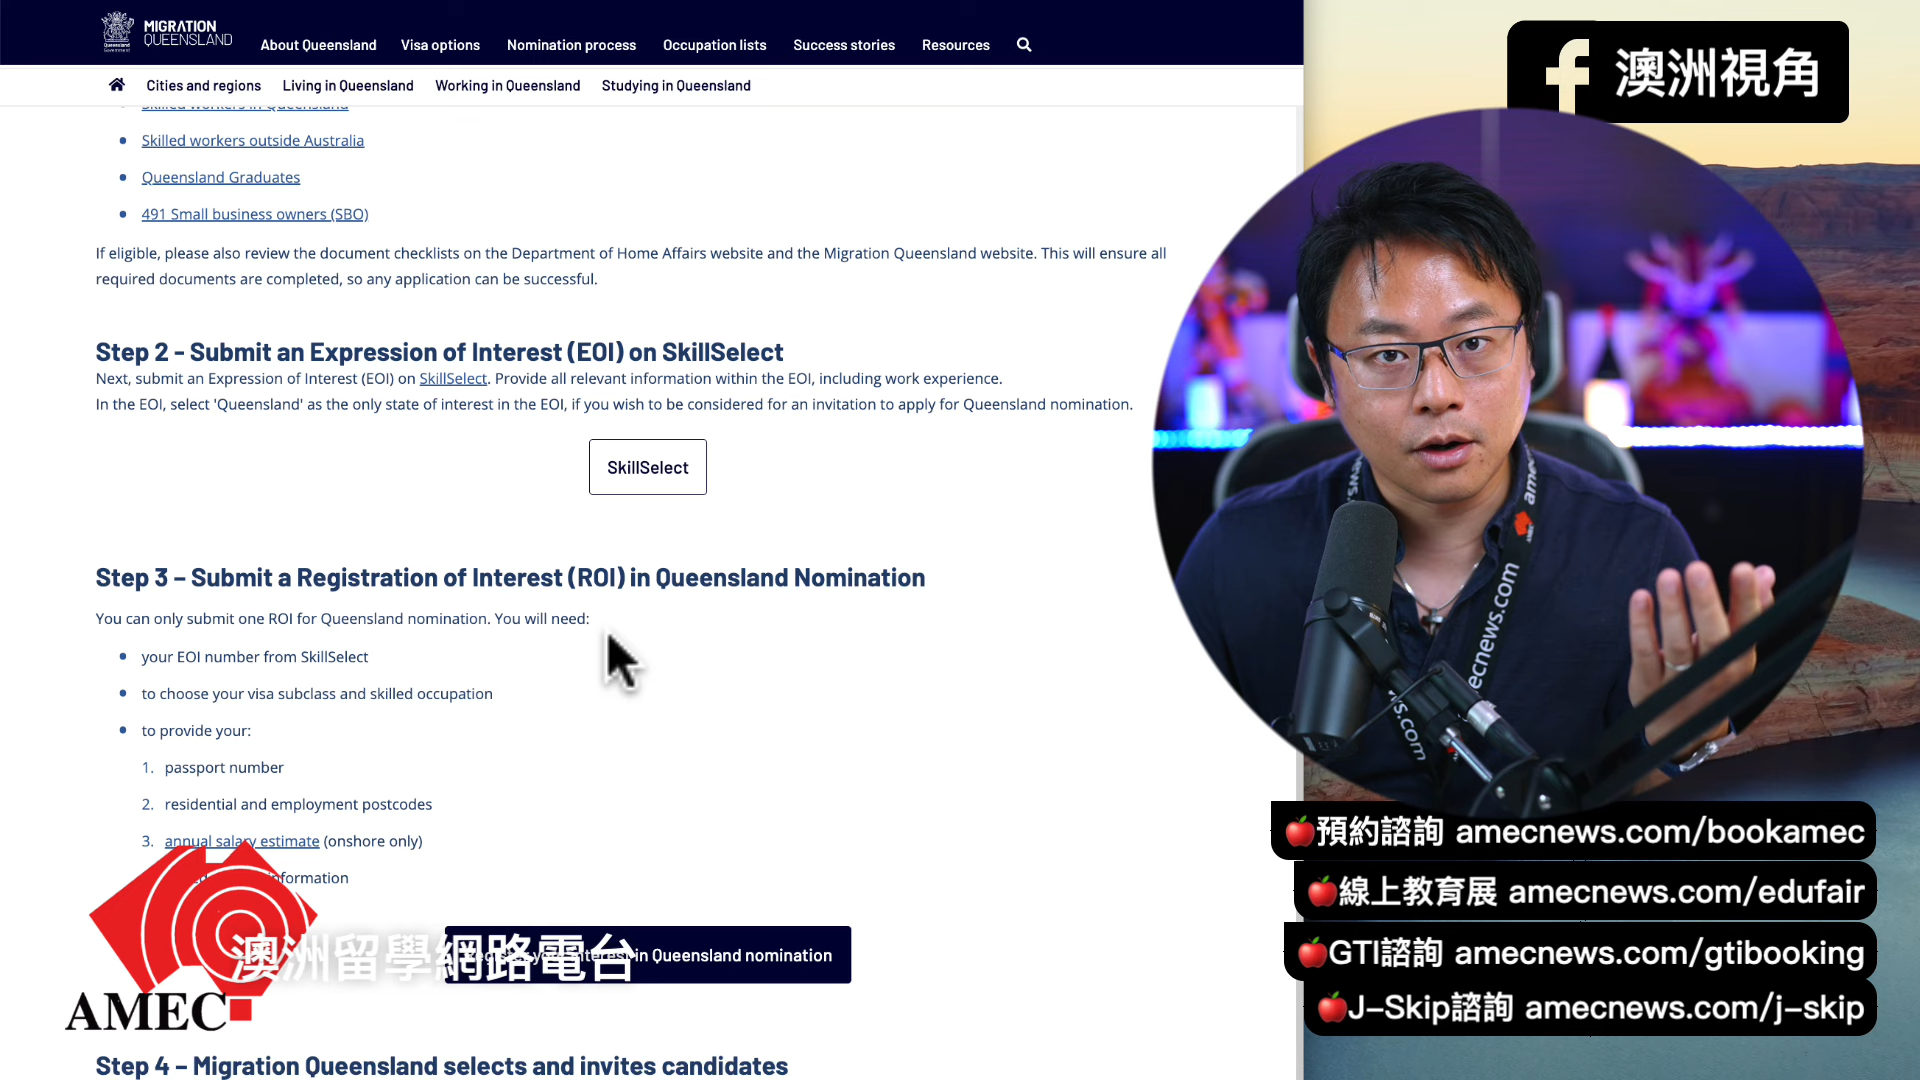 MIGRATION
QUEENSLAND
Queensland
Government
About Queensland
Visa options
Nomination process
Occupation lists
Success stories
Resources
Cities and regions
Living in Queensland
Working in Queensland
Studying in Queensland
Skilled workers in Queensland
Skilled workers outside Australia
Queensland Graduates
491 Small business owners (SBO)
If eligible, please also review the document checklists on the Department of Home Affairs website and the Migration Queensland website. This will ensure all
required documents are completed, so any application can be successful.
Step 2 - Submit an Expression of Interest (EOI) on SkillSelect
Next, submit an Expression of Interest (EOI) on SkillSelect. Provide all relevant information within the EOI, including work experience.
In the EOI, select 'Queensland' as the only state of interest in the EOI, if you wish to be considered for an invitation to apply for Queensland nomination.
SkillSelect
Step 3 – Submit a Registration of Interest (ROI) in Queensland Nomination
You can only submit one ROI for Queensland nomination. You will need:
your EOI number from SkillSelect
to choose your visa subclass and skilled occupation
to provide your:
1. passport number
2. residential and employment postcodes
3. annual salary estimate (onshore only)
information
in Queensland nomination
澳洲留學網路電台
AMEC
Step 4 – Migration Queensland selects and invites candidates
f 澳洲視角
amec
ecnews.com
ws.com
預約諮詢 amecnews.com/bookamec
線上教育展 amecnews.com/edufair
GTI諮詢 amecnews.com/gtibooking
J-Skip諮詢 amecnews.com/j-skip